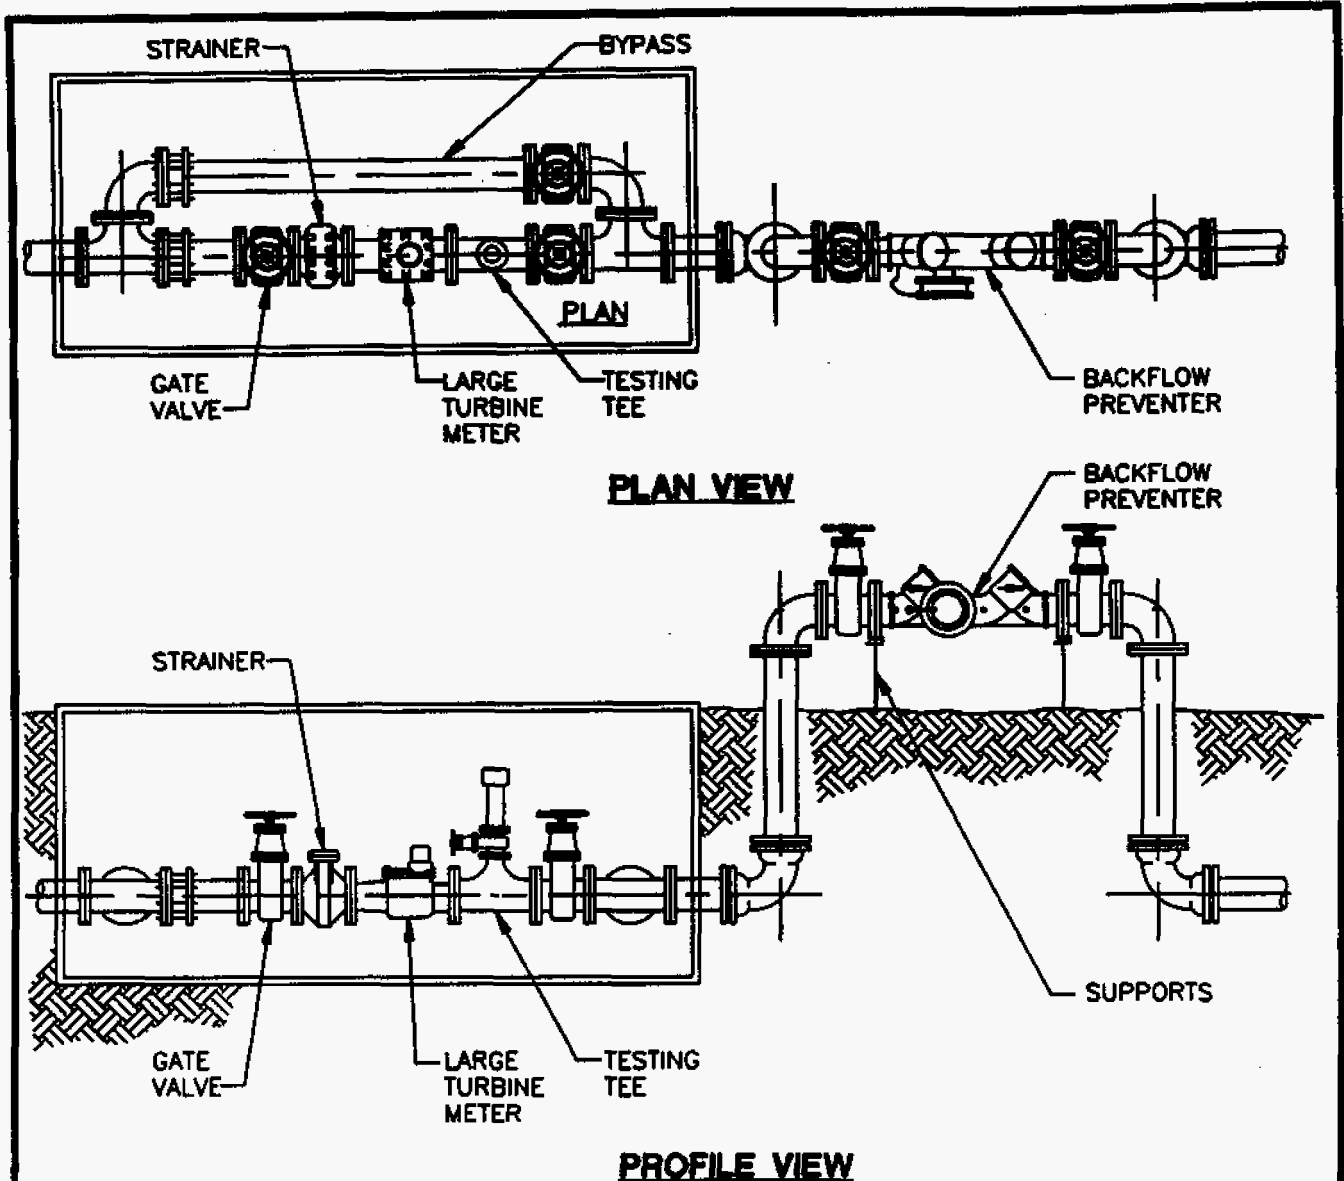 STRAINER
BYPASS
PLAN
GATE
VALVE
LARGE
TURBINE
METER
TESTING
TEE
BACKFLOW
PREVENTER
PLAN VIEW
BACKFLOW
PREVENTER
STRAINER
SUPPORTS
GATE
VALVE
LARGE
TURBINE
METER
TESTING
TEE
PROFILE VIEW